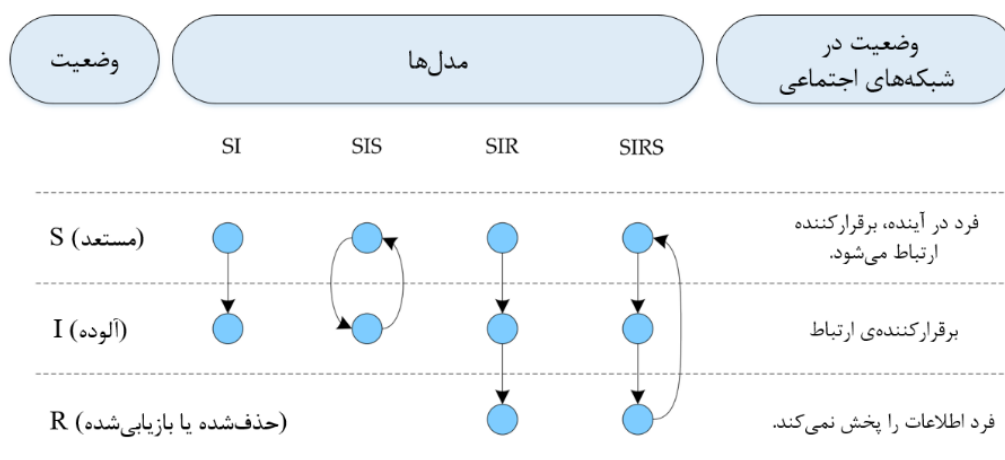 وضعیت در
شبکه‌های اجتماعی
مدل‌ها
وضعیت
SI SIS SIR SIRS
فرد در آینده، برقرارکننده
ارتباط می‌شود.
S (مستعد)
برقرارکننده‌ی ارتباط
I (آلوده)
فرد اطلاعات را پخش نمی‌کند.
R (حذف‌شده یا بازیابی‌شده)